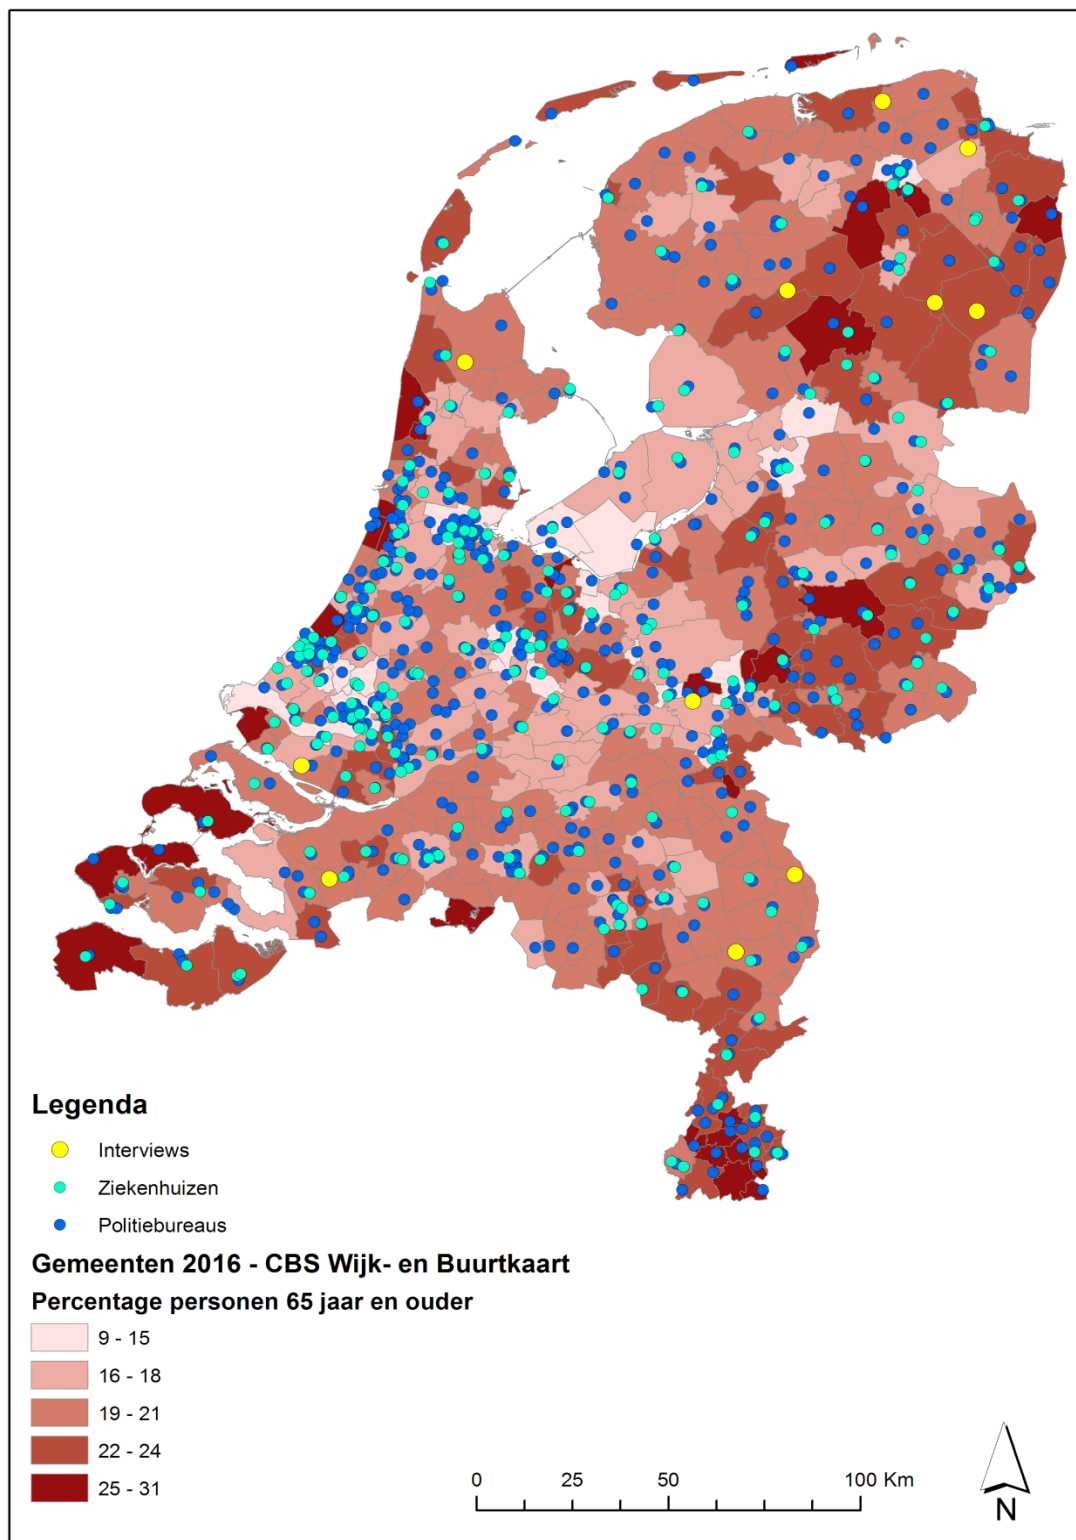 Legenda
Interviews
Ziekenhuizen
Politiebureaus
Gemeenten 2016 - CBS Wijk- en Buurtkaart
Percentage personen 65 jaar en ouder
9 - 15
16 - 18
19 - 21
22 - 24
25 - 31
0 25 50 100 Km
N